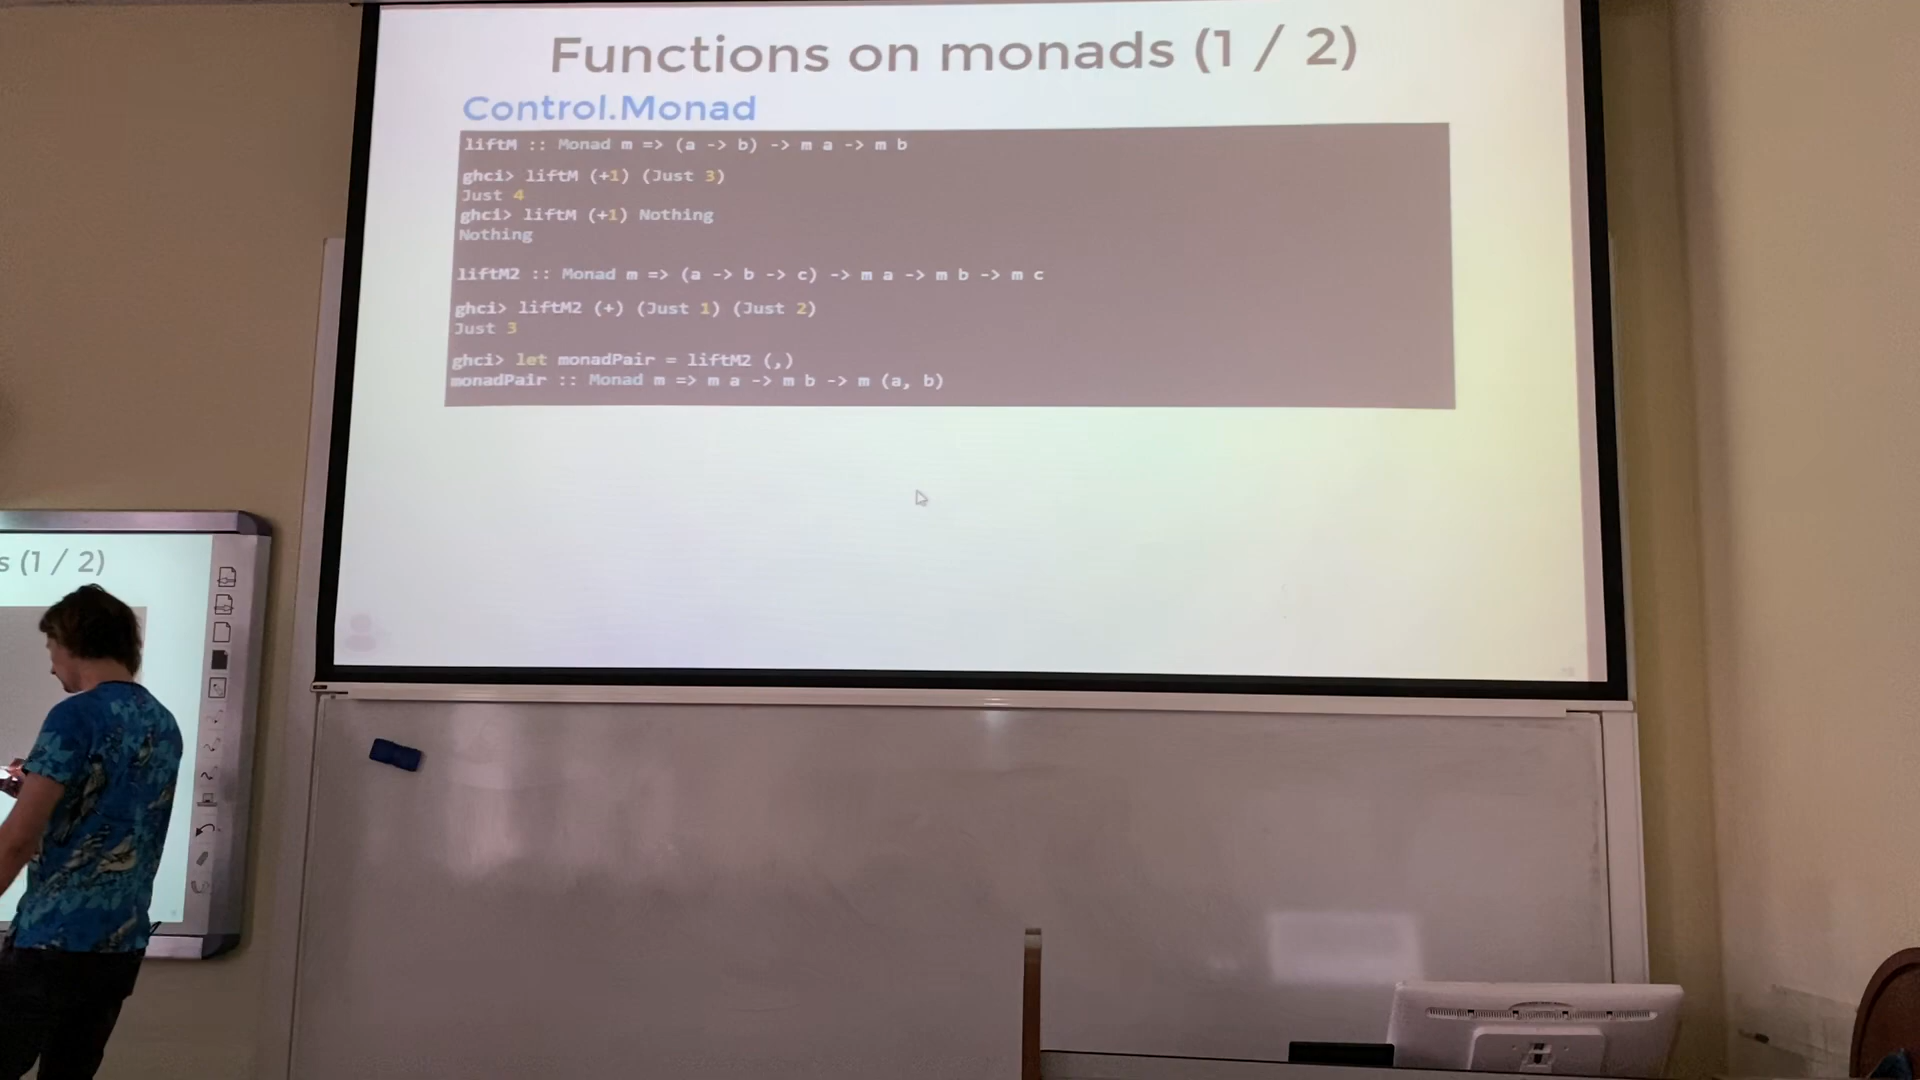 Functions on monads (1 / 2)
Control.Monad
liftM :: Monad m => (a -> b) -> m a -> m b
ghci> liftM (+1) (Just 3)
Just 4
ghci> liftM (+1) Nothing
Nothing
liftM2 :: Monad m => (a -> b -> c) -> m a -> m b -> m c
ghci> liftM2 (+) (Just 1) (Just 2)
Just 3
ghci> let monadPair = liftM2 (,)
monadPair :: Monad m => m a -> m b -> m (a, b)
s (1 / 2)